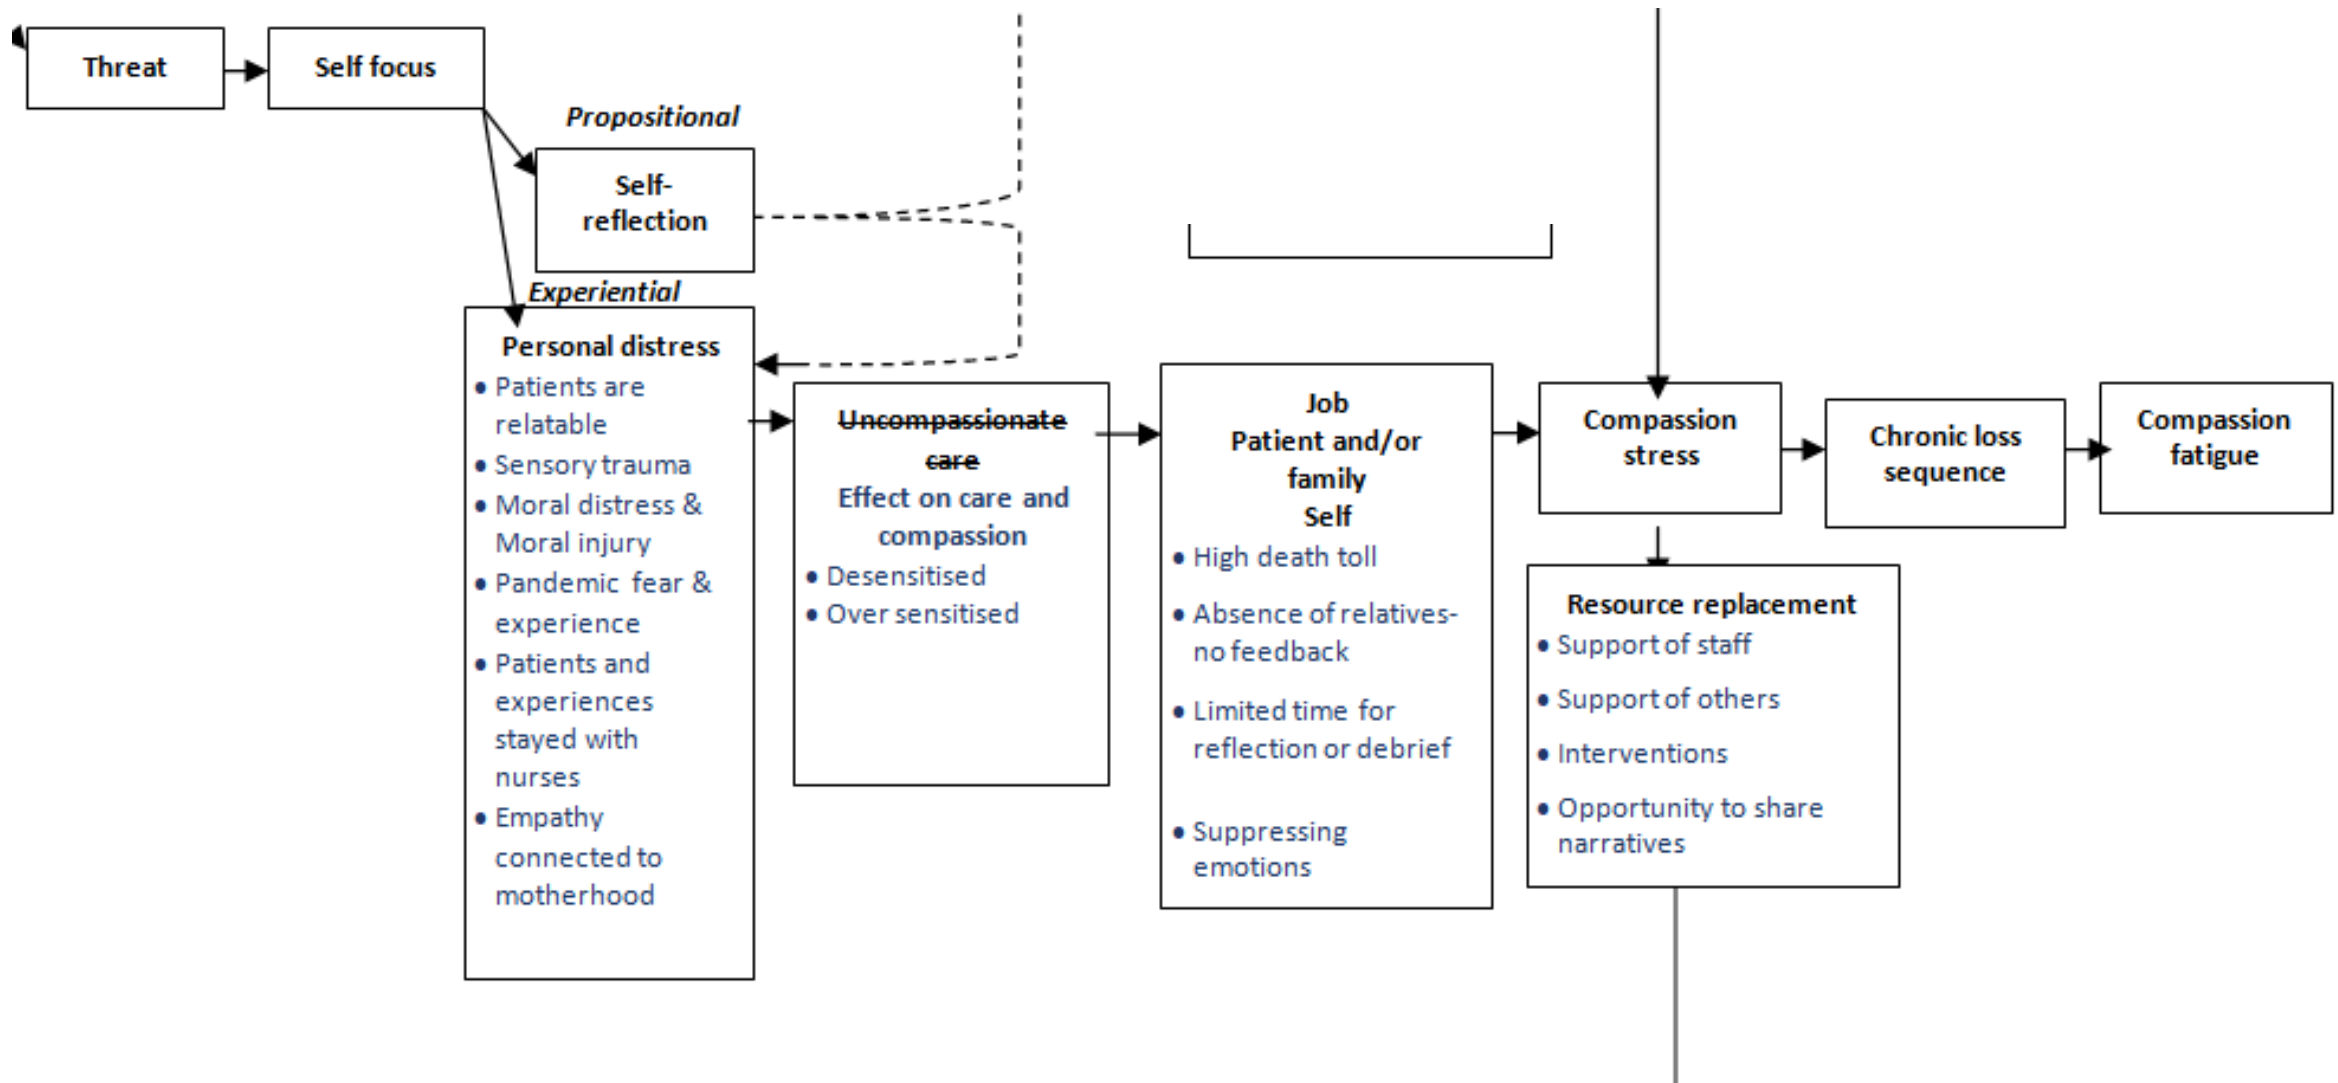 Threat
Self focus
Propositional
Self-
reflection
Experiential
Personal distress
• Patients are
relatable
• Sensory trauma
• Moral distress &
Moral injury
• Pandemic fear &
experience
• Patients and
experiences
stayed with
nurses
• Empathy
connected to
motherhood
Uncompassionate
care
Effect on care and
compassion
• Desensitised
• Over sensitised
Job
Patient and/or
family
Self
• High death toll
• Absence of relatives-
no feedback
• Limited time for
reflection or debrief
• Suppressing
emotions
Compassion
stress
Chronic loss
sequence
Compassion
fatigue
Resource replacement
• Support of staff
• Support of others
• Interventions
• Opportunity to share
narratives